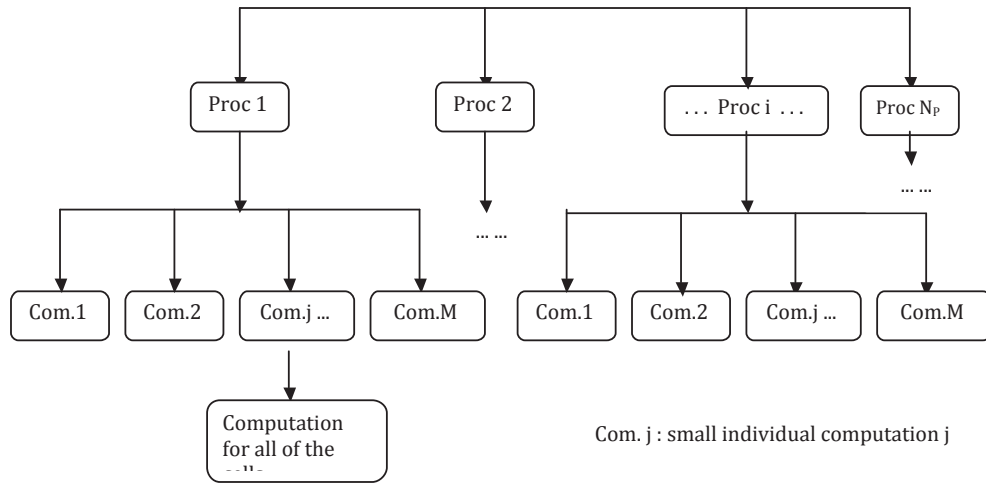 Proc 1
Proc 2
. . . Proc i . . .
Proc NP
... ...
... ...
Com.1
Com.2
Com.j ...
Com.M
Com.1
Com.2
Com.j ...
Com.M
Computation
for all of the
Com. j : small individual computation j